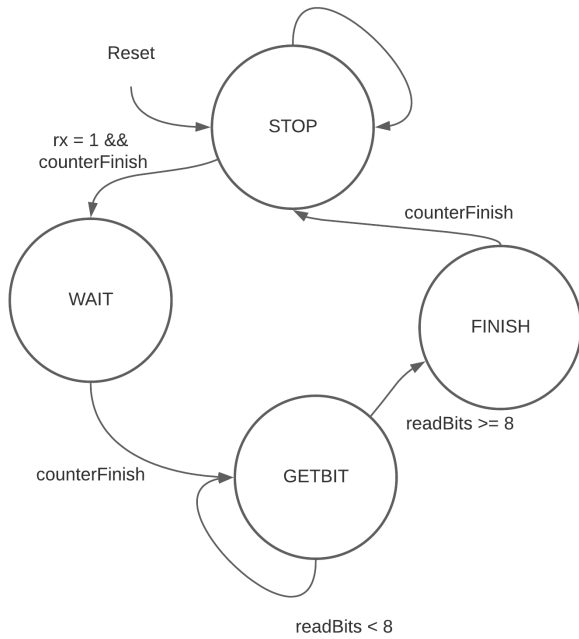 Reset
STOP
rx = 1 &&
counterFinish
counterFinish
WAIT
FINISH
readBits >= 8
counterFinish
GETBIT
readBits < 8